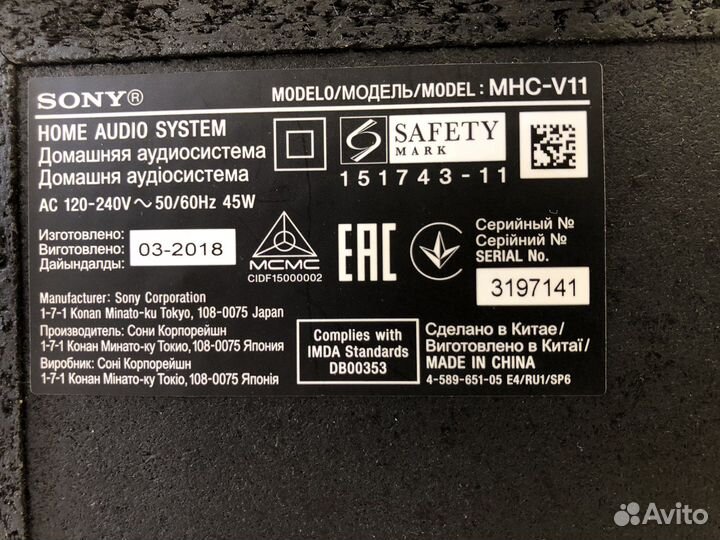 SONY®
MODELO/МОДЕЛЬ/MODEL: MHC-V11
HOME AUDIO SYSTEM
Домашняя аудиосистема
Домашня аудіосистема
AC 120-240V ~ 50/60Hz 45W
S SAFETY
MARK
151743-11
Изготовлено:
Виготовлено:
Дайындалды:
03-2018
MCMC
CIDF15000002
EAC
Серийный №
Серійний №
SERIAL No.
3197141
Manufacturer: Sony Corporation
1-7-1 Konan Minato-ku Tokyo, 108-0075 Japan
Производитель: Сони Корпорейшн
1-7-1 Конан Минато-ку Токио, 108-0075 Япония
Виробник: Соні Корпорейшн
1-7-1 Конан Мінато-ку Токіо, 108-0075 Японія
Complies with
IMDA Standards
DB00353
Сделано в Китае/
Виготовлено в Китаї/
MADE IN CHINA
4-589-651-05 E4/RU1/SP6
Avito